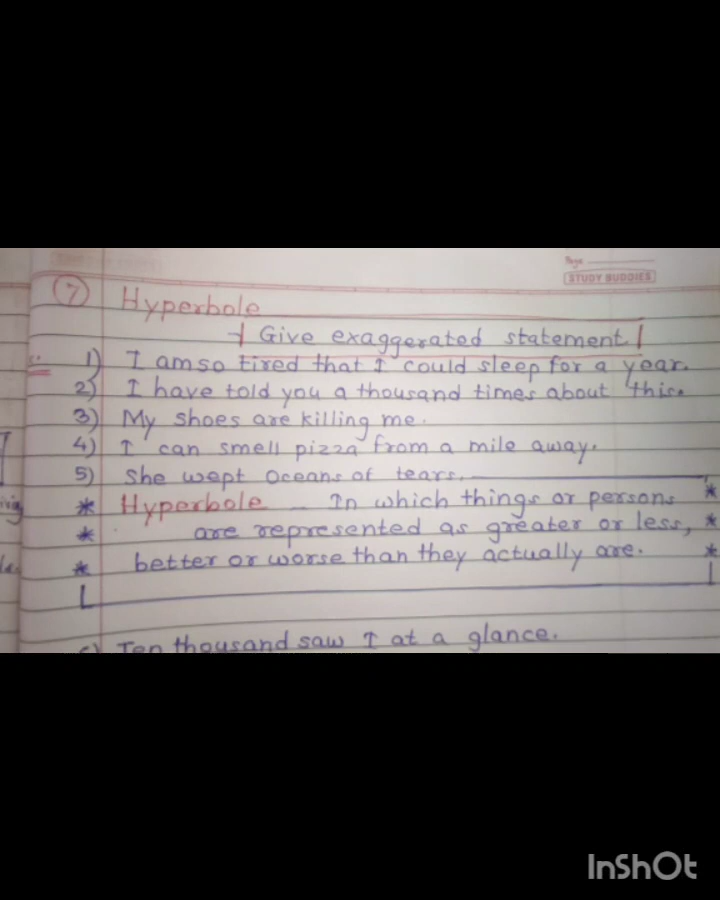 Page
STUDY BUDDIES
7 Hyperbole
Give exaggerated statement
1) I am so tired that I could sleep for a year.
2) I have told you a thousand times about this.
3) My shoes are killing me.
4) I can smell pizza from a mile away.
5) She wept oceans of tears.
* Hyperbole - In which things or persons *
* are represented as greater or less, *
* better or worse than they actually are. *
Ten thousand saw I at a glance.
InShOt